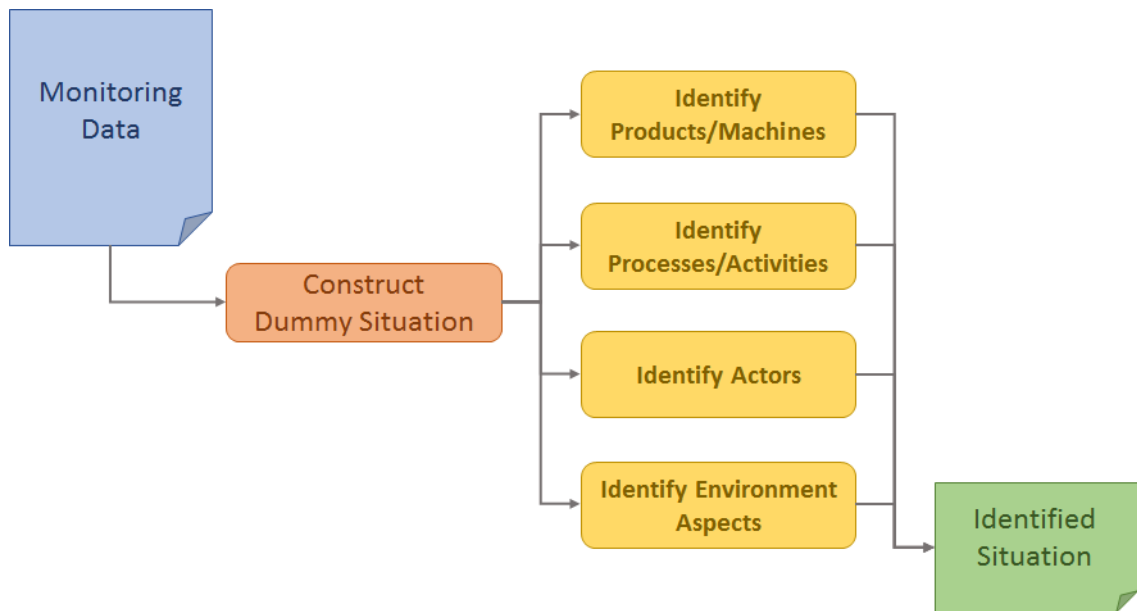 Monitoring
Data
Construct
Dummy Situation
Identify
Products/Machines
Identify
Processes/Activities
Identify Actors
Identify Environment
Aspects
Identified
Situation